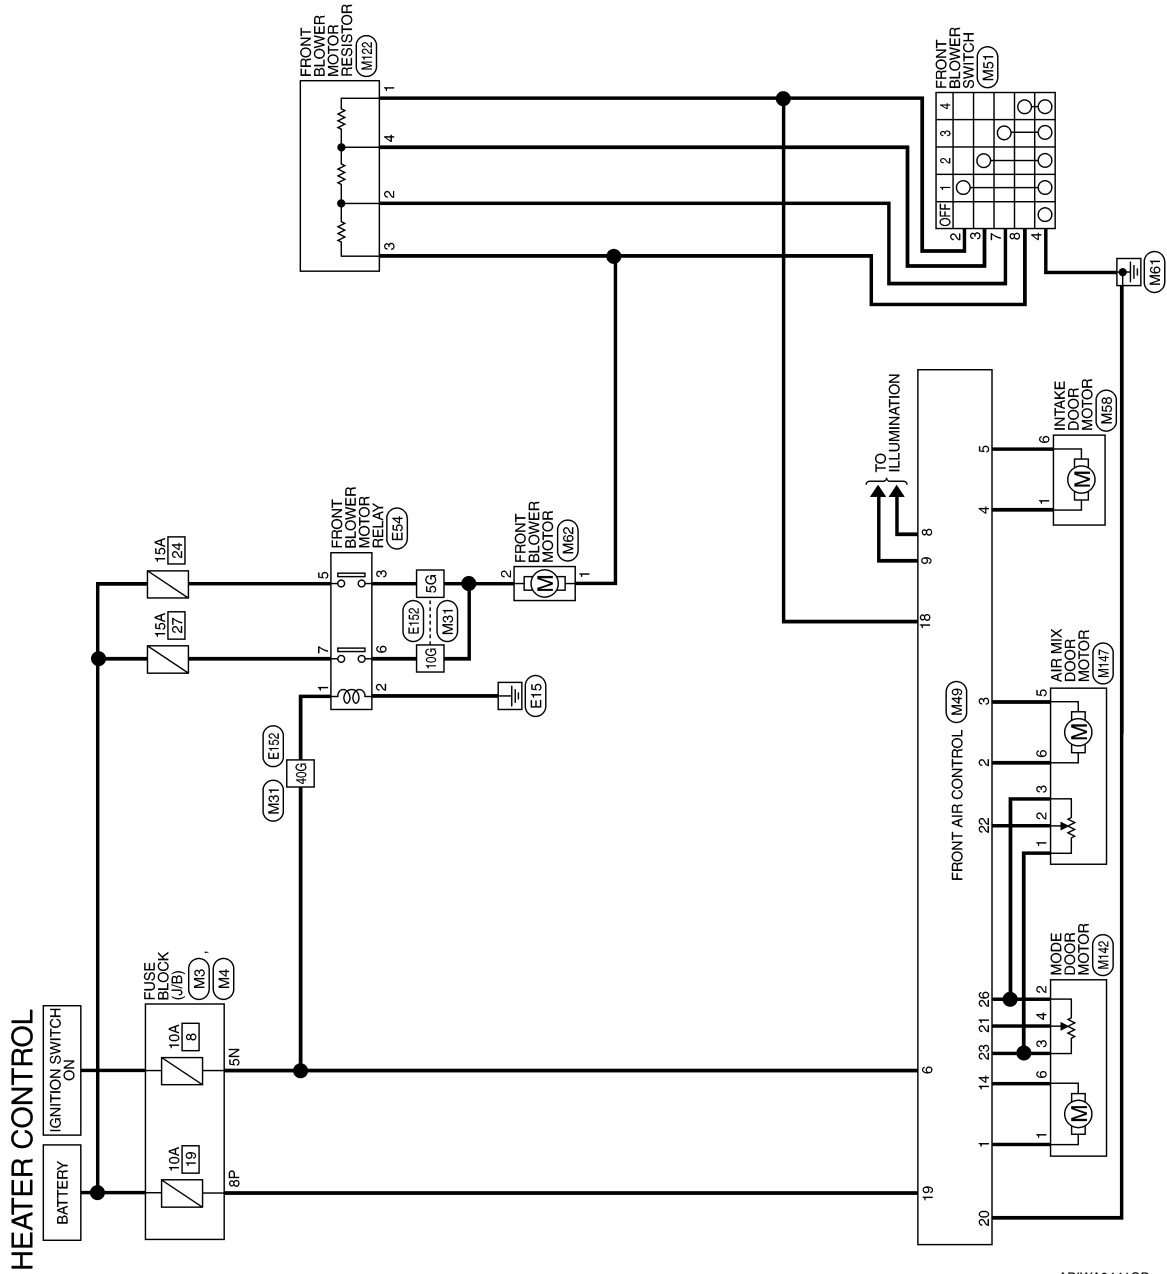 HEATER CONTROL
BATTERY
IGNITION SWITCH
ON
FUSE
BLOCK
(J/B)
M3 ,
M4
10A
19
10A
8
8P
5N
15A
27
15A
24
M31
E152
40G
1
7
5
FRONT
BLOWER
MOTOR
RELAY
E54
2
6
3
E15
10G
5G
E152
M31
2
FRONT
BLOWER
MOTOR
M62
M
1
FRONT
BLOWER
MOTOR
RESISTOR
M122
3
2
4
1
TO
ILLUMINATION
19
6
18
9
8
FRONT AIR CONTROL
M49
20
1
14
23
21
26
22
2
3
4
5
MODE
DOOR
MOTOR
M142
1
6
3
4
2
M
AIR MIX
DOOR
MOTOR
M147
1
2
3
6
5
M
INTAKE
DOOR
MOTOR
M58
1
6
M
FRONT
BLOWER
SWITCH
M51
OFF
1
2
3
4
2
3
7
8
4
M61